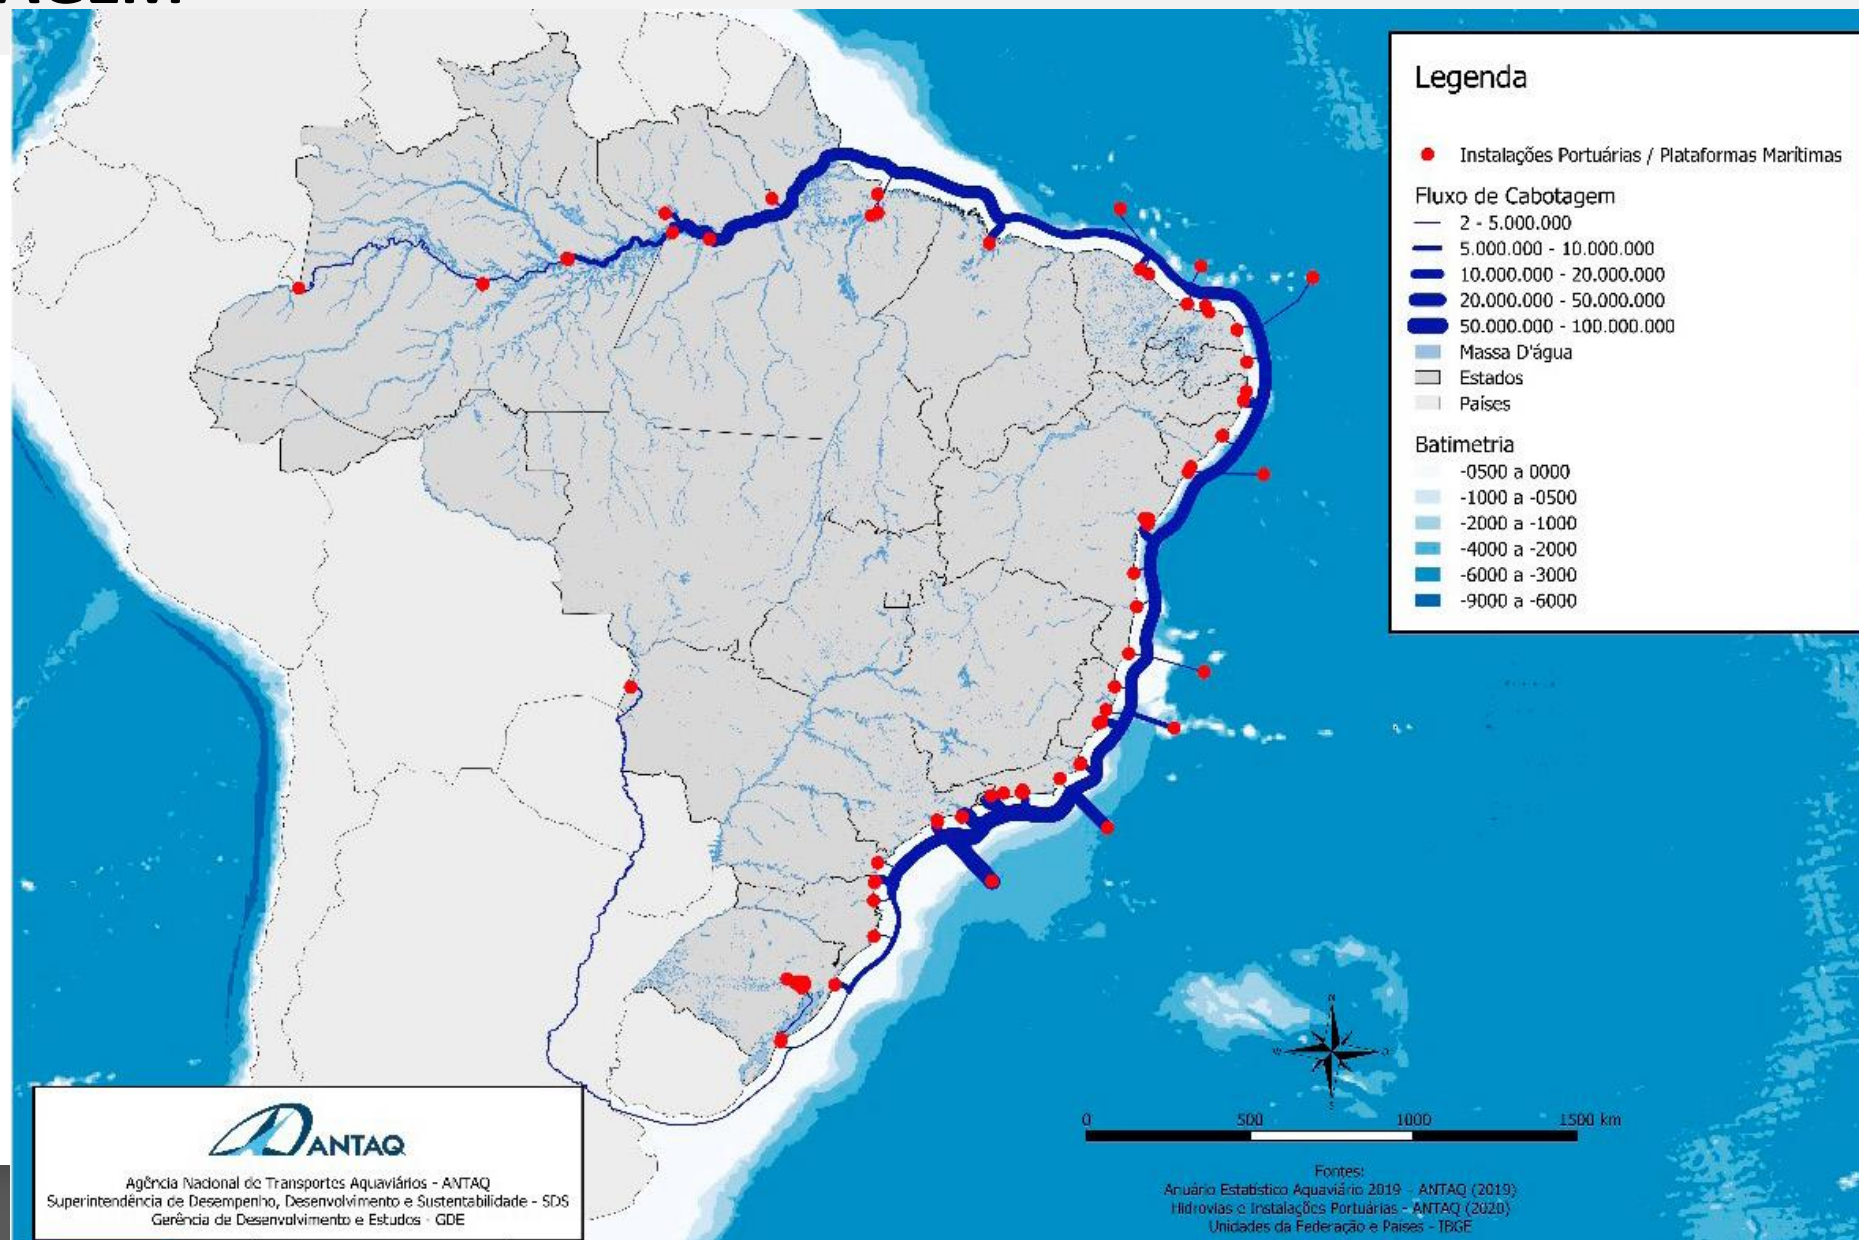 Legenda
Instalações Portuárias / Plataformas Marítimas
Fluxo de Cabotagem
2 - 5.000.000
5.000.000 - 10.000.000
10.000.000 - 20.000.000
20.000.000 - 50.000.000
50.000.000 - 100.000.000
Massa D'água
Estados
Países
Batimetria
-0500 a 0000
-1000 a -0500
-2000 a -1000
-4000 a -2000
-6000 a -3000
-9000 a -6000
0 500 1000 1500 km
ANTAQ
Agência Nacional de Transportes Aquaviários - ANTAQ
Superintendência de Desempenho, Desenvolvimento e Sustentabilidade - SDS
Gerência de Desenvolvimento e Estudos - GDE
Fontes:
Anuário Estatístico Aquaviário 2019 - ANTAQ (2019)
Hidrovias e Instalações Portuárias - ANTAQ (2020)
Unidades da Federação e Países - IBGE